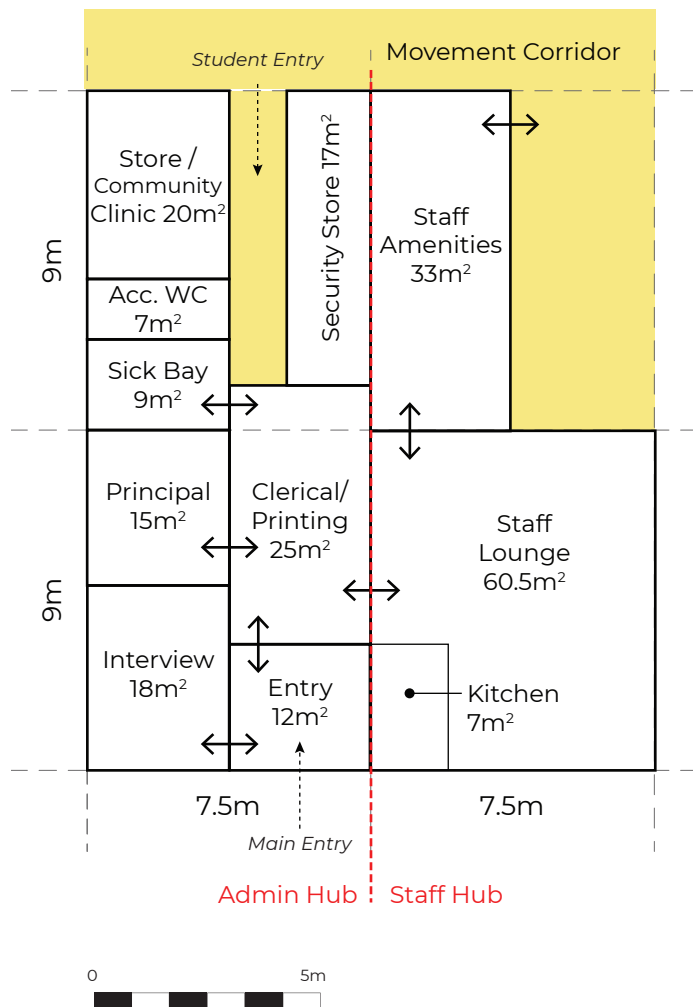 Movement Corridor
Student Entry
Store /
Community
Clinic 20m²
Security Store 17m²
Staff
Amenities
33m²
9m
Acc. WC
7m²
Sick Bay
9m²
Principal
15m²
Clerical/
Printing
25m²
Staff
Lounge
60.5m²
9m
Interview
18m²
Entry
12m²
Kitchen
7m²
7.5m
7.5m
Main Entry
Admin Hub
Staff Hub
0
5m